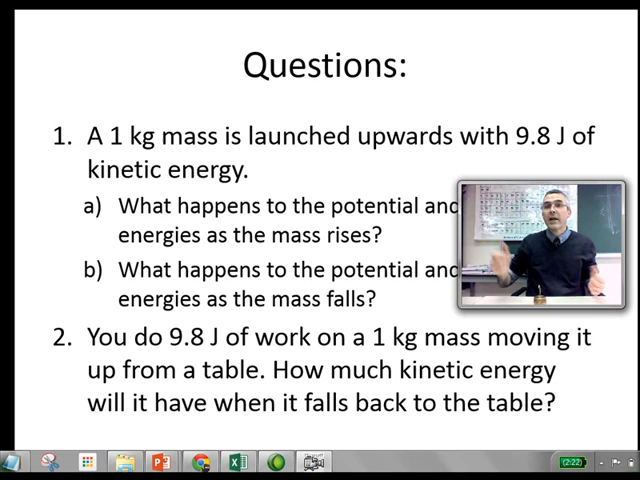 Questions:
1. A 1 kg mass is launched upwards with 9.8 J of
kinetic energy.
a) What happens to the potential and
energies as the mass rises?
b) What happens to the potential and
energies as the mass falls?
2. You do 9.8 J of work on a 1 kg mass moving it
up from a table. How much kinetic energy
will it have when it falls back to the table?
(2:22)